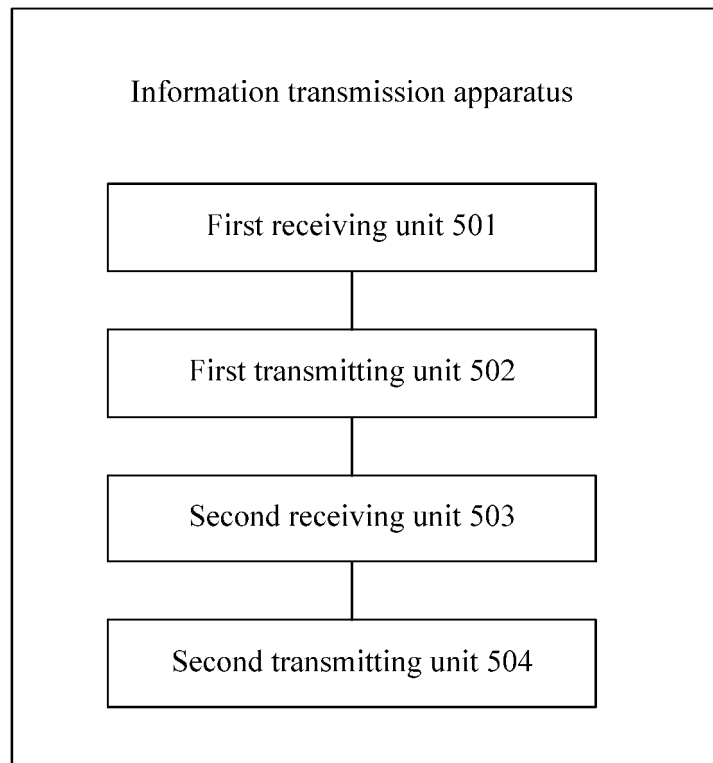 Information transmission apparatus
First receiving unit 501
First transmitting unit 502
Second receiving unit 503
Second transmitting unit 504